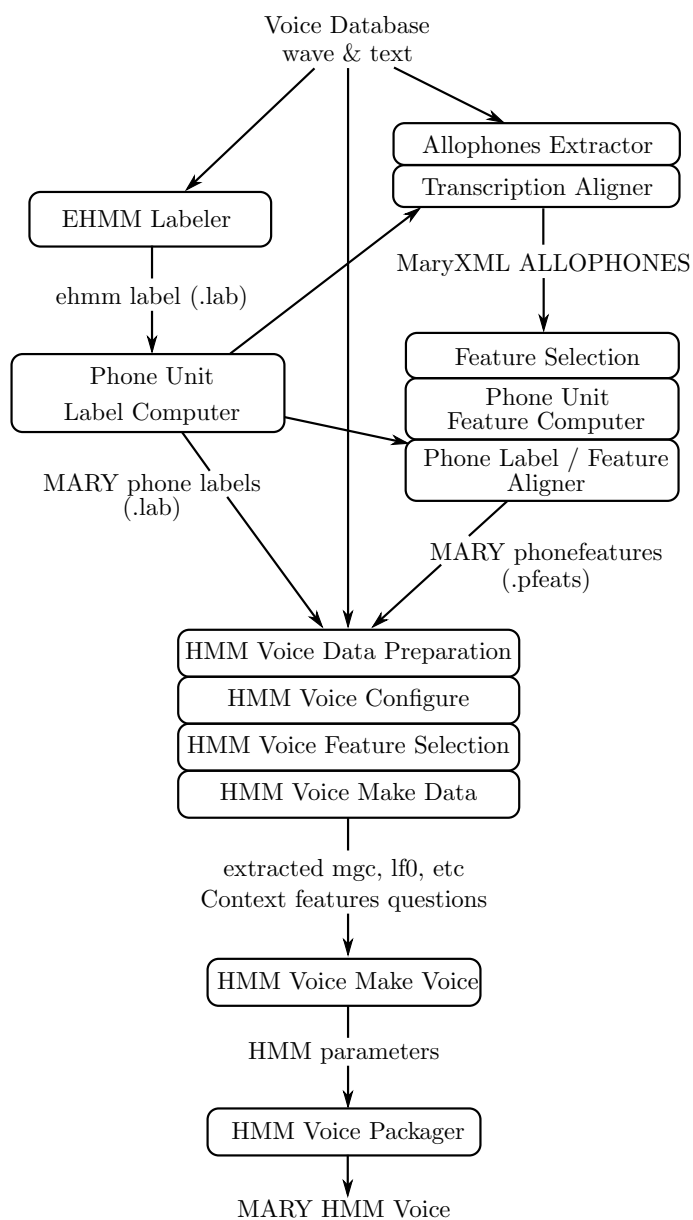 Voice Database
wave & text
Allophones Extractor
Transcription Aligner
EHMM Labeler
MaryXML ALLOPHONES
ehmm label (.lab)
Feature Selection
Phone Unit
Label Computer
Phone Unit
Feature Computer
Phone Label / Feature
Aligner
MARY phone labels
(.lab)
MARY phonefeatures
(.pfeats)
HMM Voice Data Preparation
HMM Voice Configure
HMM Voice Feature Selection
HMM Voice Make Data
extracted mgc, lf0, etc
Context features questions
HMM Voice Make Voice
HMM parameters
HMM Voice Packager
MARY HMM Voice